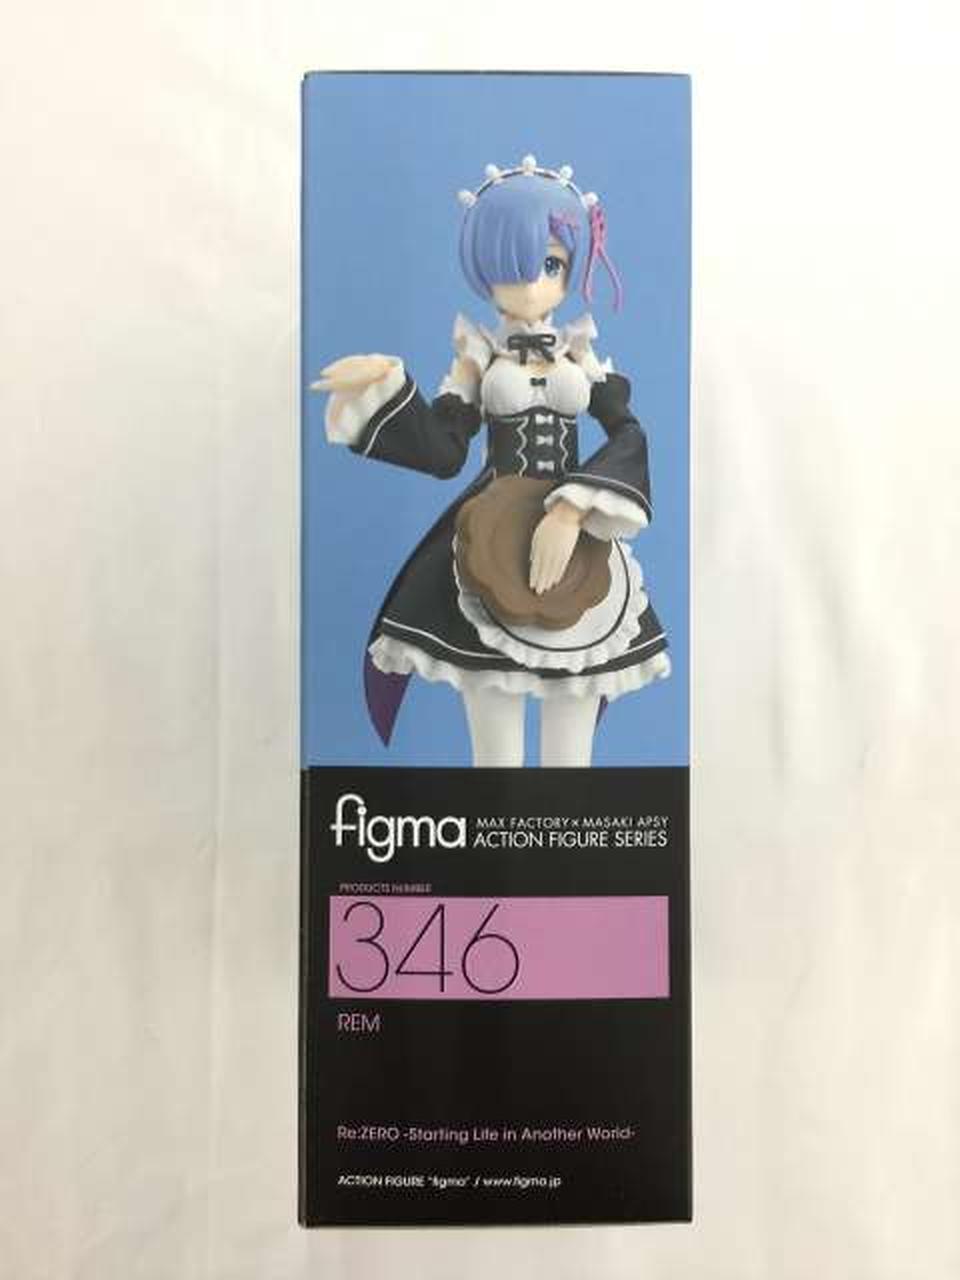 figma MAX FACTORY×MASAKI APSY
ACTION FIGURE SERIES
PRODUCTS NUMBER
346
REM
Re:ZERO -Starting Life in Another World-
ACTION FIGURE "figma" / www.figma.jp